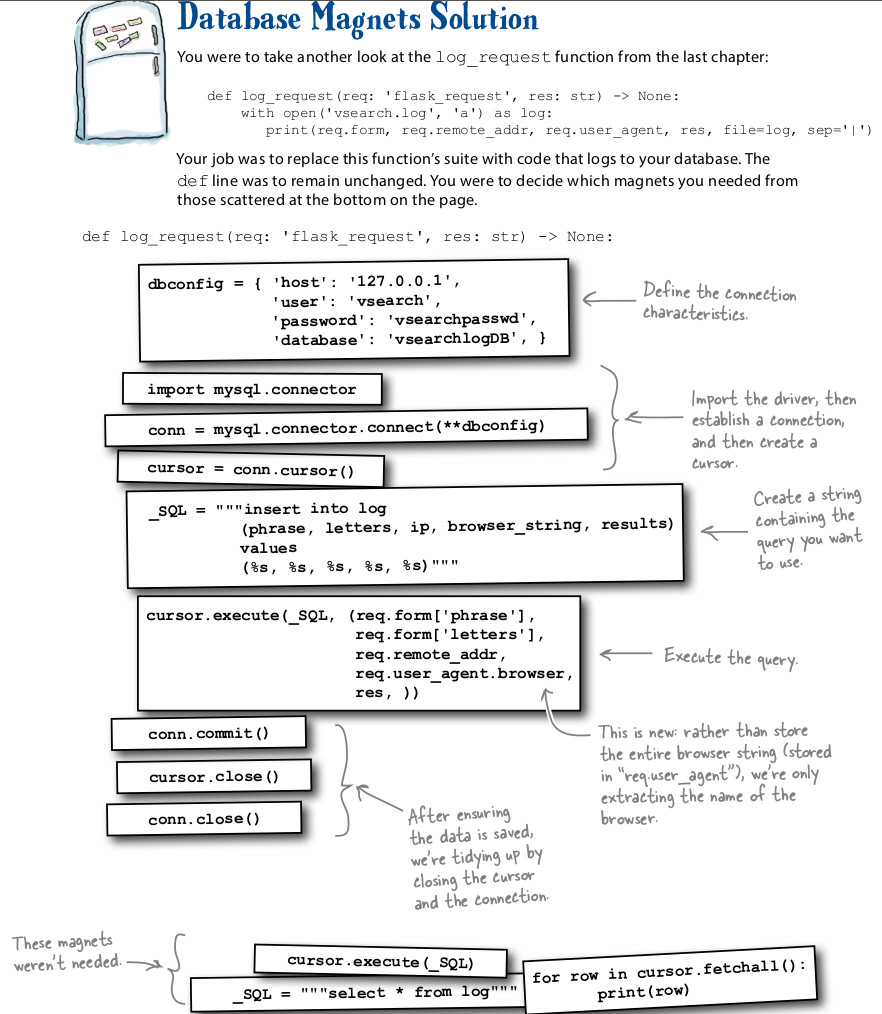 Database Magnets Solution
You were to take another look at the log_request function from the last chapter:
def log_request(req: 'flask_request', res: str) -> None:
    with open('vsearch.log', 'a') as log:
        print(req.form, req.remote_addr, req.user_agent, res, file=log, sep='|')
Your job was to replace this function's suite with code that logs to your database. The
def line was to remain unchanged. You were to decide which magnets you needed from
those scattered at the bottom on the page.
def log_request(req: 'flask_request', res: str) -> None:
dbconfig = { 'host': '127.0.0.1',
             'user': 'vsearch',
             'password': 'vsearchpasswd',
             'database': 'vsearchlogDB', }
Define the connection
characteristics.
import mysql.connector
conn = mysql.connector.connect(**dbconfig)
cursor = conn.cursor()
Import the driver, then
establish a connection,
and then create a
cursor.
_SQL = """insert into log
          (phrase, letters, ip, browser_string, results)
          values
          (%s, %s, %s, %s, %s)"""
Create a string
containing the
query you want
to use.
cursor.execute(_SQL, (req.form['phrase'],
                      req.form['letters'],
                      req.remote_addr,
                      req.user_agent.browser,
                      res, ))
Execute the query.
This is new: rather than store
the entire browser string (stored
in "req.user_agent"), we're only
extracting the name of the
browser.
conn.commit()
cursor.close()
conn.close()
After ensuring
the data is saved,
we're tidying up by
closing the cursor
and the connection.
These magnets
weren't needed.
cursor.execute(_SQL)
_SQL = """select * from log"""
for row in cursor.fetchall():
    print(row)